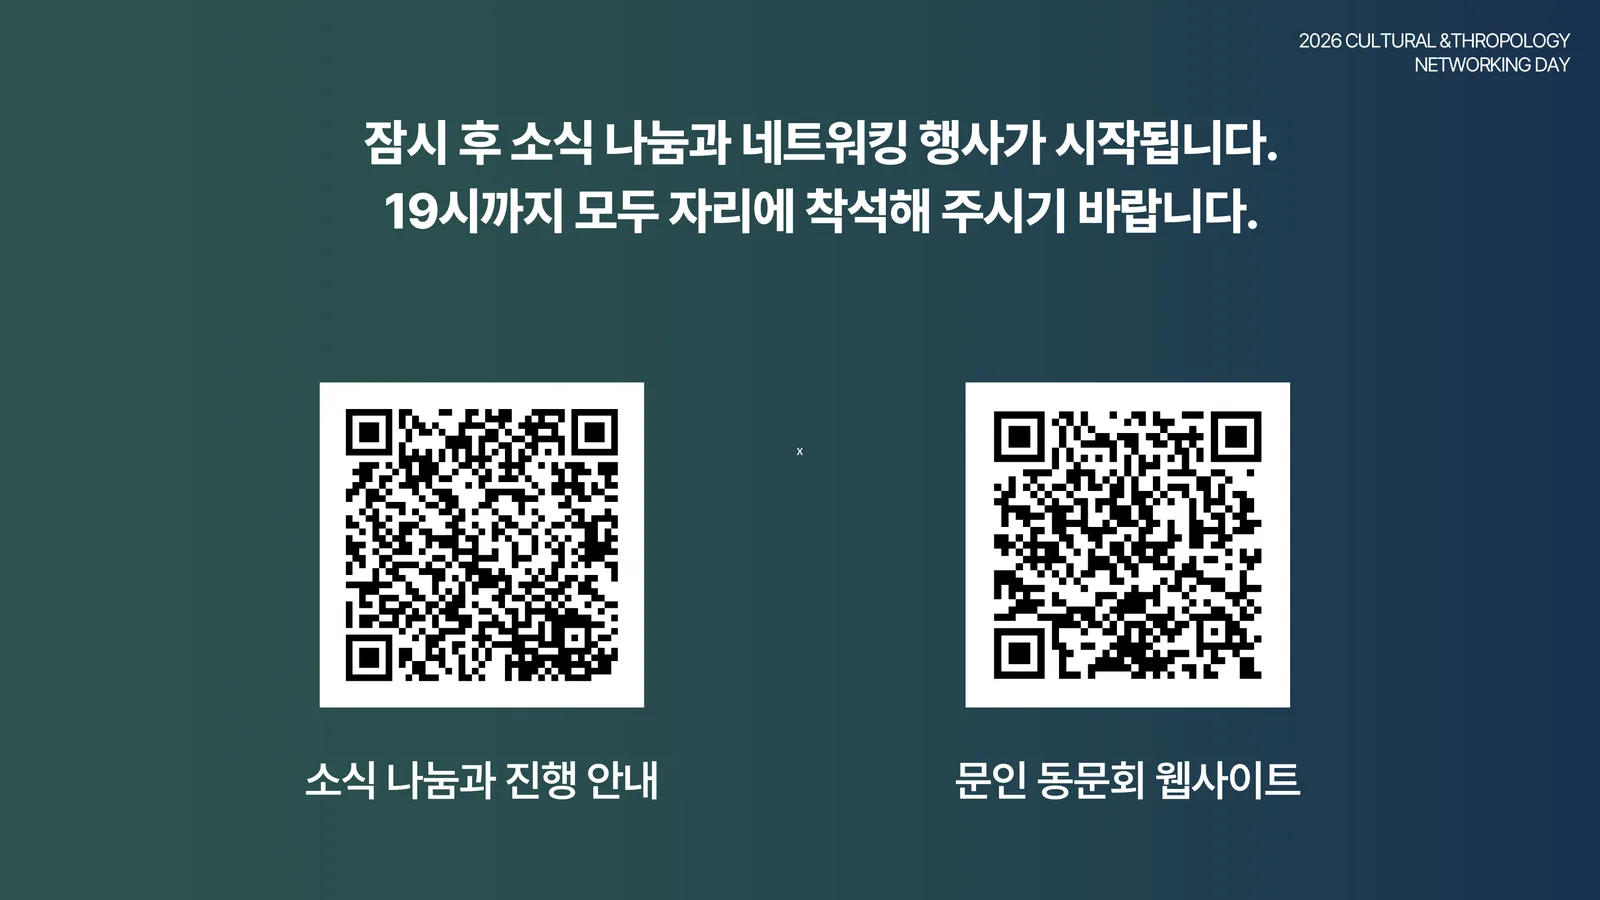 2026 CULTURAL &THROPOLOGY
NETWORKING DAY
잠시 후 소식 나눔과 네트워킹 행사가 시작됩니다.
19시까지 모두 자리에 착석해 주시기 바랍니다.
x
소식 나눔과 진행 안내
문인 동문회 웹사이트